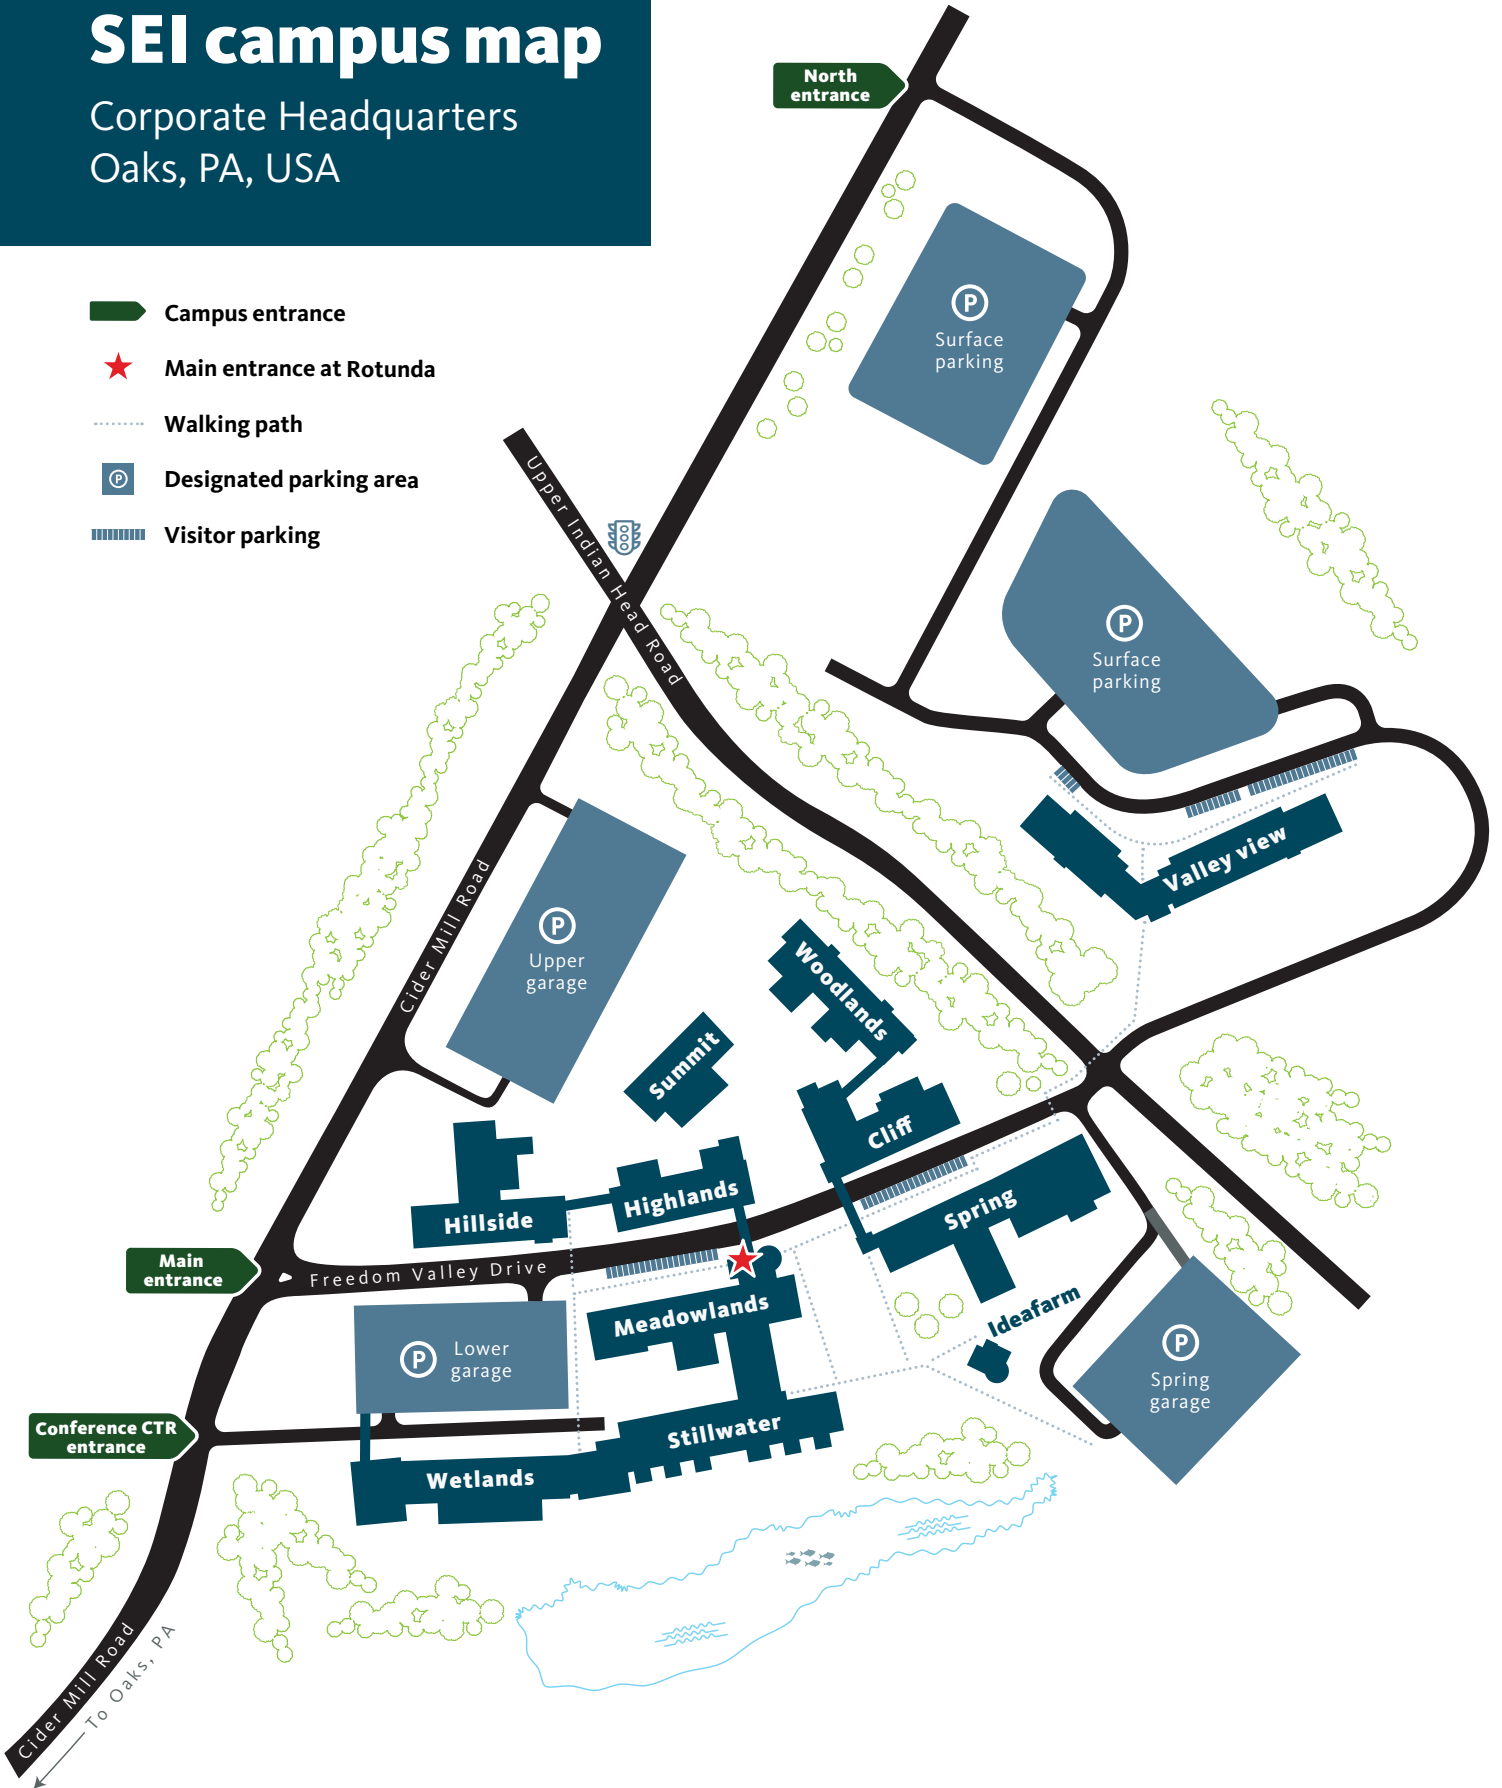 SEI campus map
Corporate Headquarters
Oaks, PA, USA
Campus entrance
Main entrance at Rotunda
Walking path
P
Designated parking area
Visitor parking
North
entrance
P
Surface
parking
Upper Indian Head Road
P
Surface
parking
Valley view
Cider Mill Road
P
Upper
garage
Woodlands
Summit
Cliff
Highlands
Hillside
Spring
Main
entrance
Freedom Valley Drive
Meadowlands
Ideafarm
P
Lower
garage
P
Spring
garage
Conference CTR
entrance
Stillwater
Wetlands
Cider Mill Road
To Oaks, PA